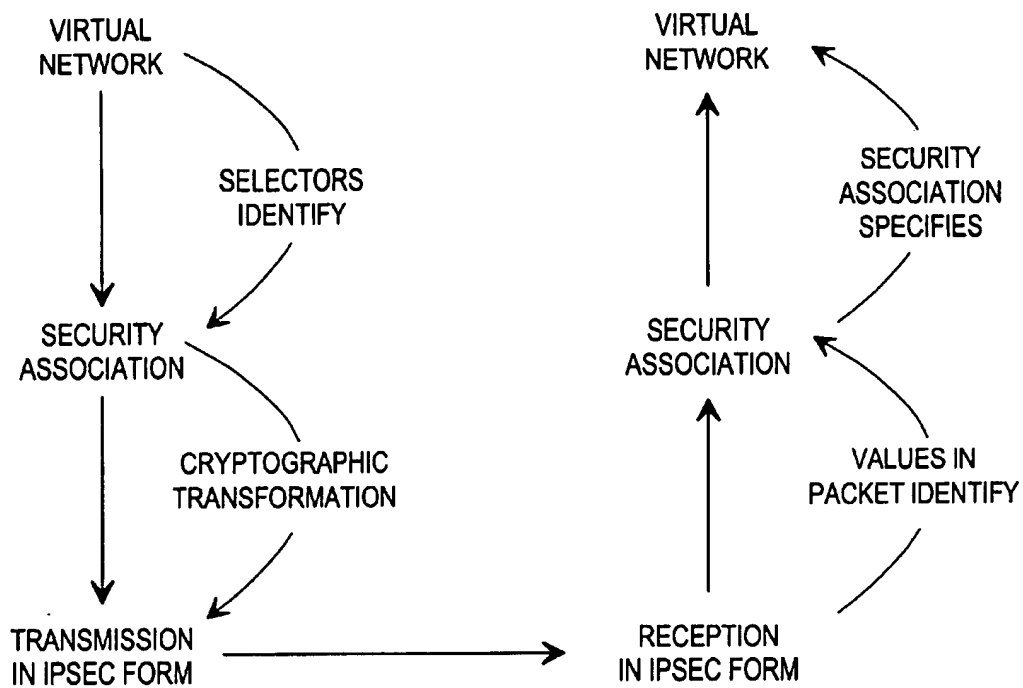 VIRTUAL
NETWORK
SELECTORS
IDENTIFY
SECURITY
ASSOCIATION
CRYPTOGRAPHIC
TRANSFORMATION
TRANSMISSION
IN IPSEC FORM
VIRTUAL
NETWORK
SECURITY
ASSOCIATION
SPECIFIES
SECURITY
ASSOCIATION
VALUES IN
PACKET IDENTIFY
RECEPTION
IN IPSEC FORM